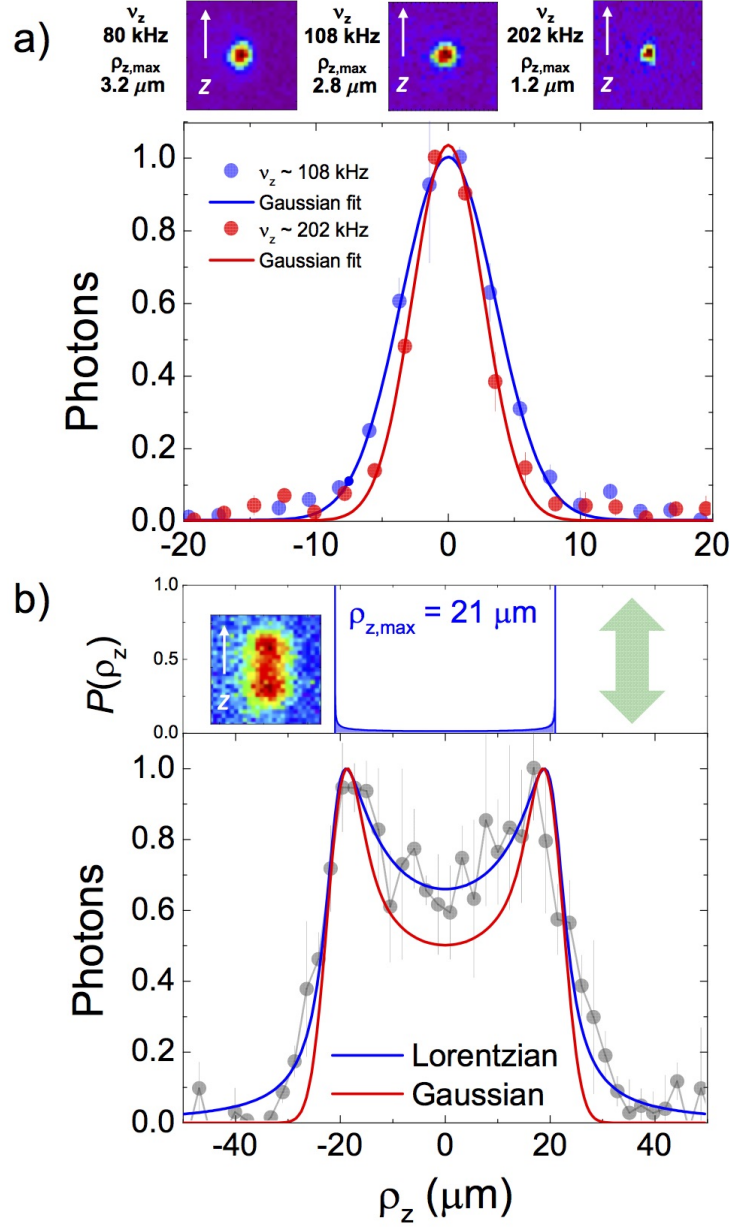 a)
ν_z
80 kHz
ρ_z,max
3.2 μm
z
ν_z
108 kHz
ρ_z,max
2.8 μm
z
ν_z
202 kHz
ρ_z,max
1.2 μm
z
1.0
0.8
0.6
0.4
0.2
0.0
Photons
ν_z ~ 108 kHz
Gaussian fit
ν_z ~ 202 kHz
Gaussian fit
-20 -10 0 10 20
b)
1.0
0.5
0.0
P(ρ_z)
z
ρ_z,max = 21 μm
1.0
0.8
0.6
0.4
0.2
0.0
Photons
Lorentzian
Gaussian
-40 -20 0 20 40
ρ_z (μm)